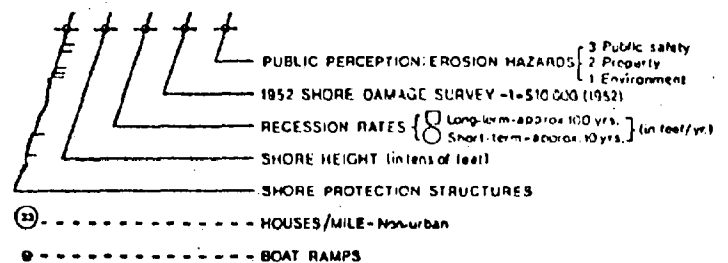 3 Public safety
PUBLIC PERCEPTION: EROSION HAZARDS 2 Property
1 Environment
1952 SHORE DAMAGE SURVEY -1=$10 000 (1952)
Long-term-approx 100 yrs.
RECESSION RATES (in feet/yr.)
Short-term-approx. 10 yrs.
SHORE HEIGHT (in tens of feet)
SHORE PROTECTION STRUCTURES
23 HOUSES/MILE - Non-urban
BOAT RAMPS